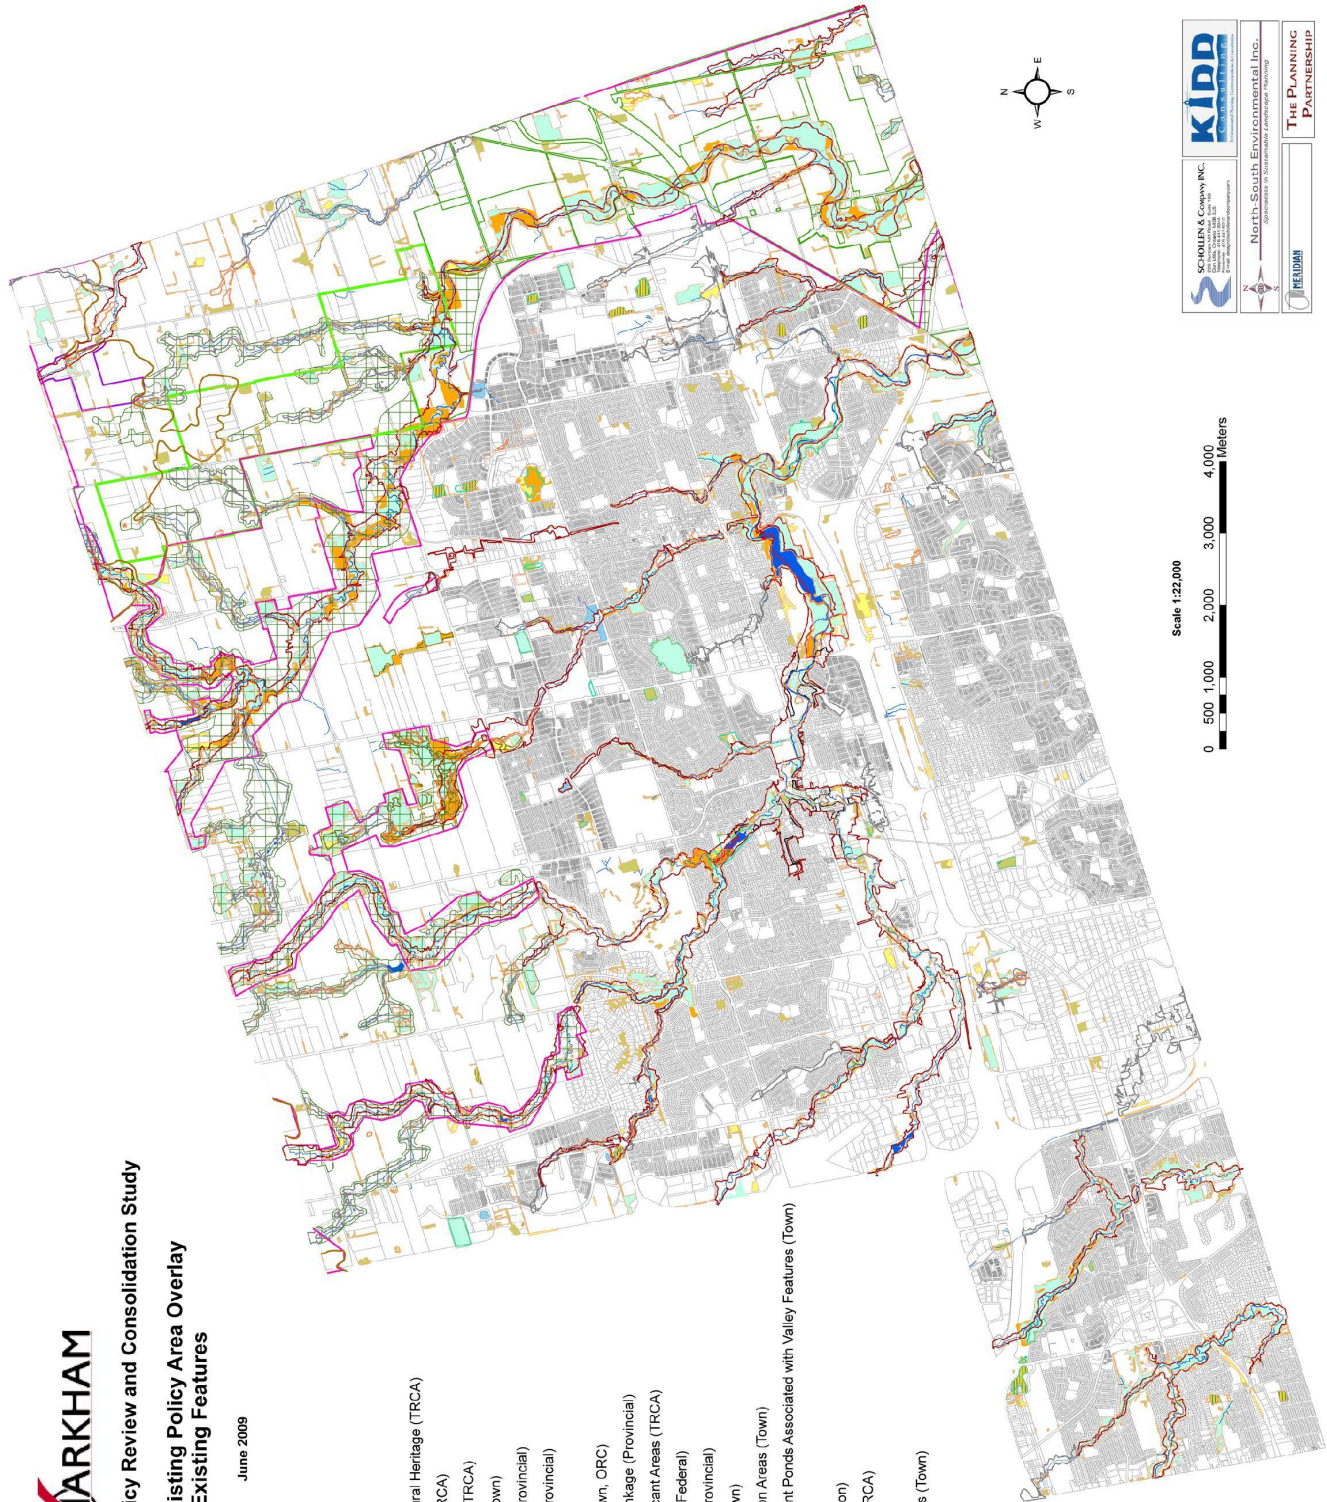 ARKHAM
icy Review and Consolidation Study
isting Policy Area Overlay
Existing Features
June 2009
ural Heritage (TRCA)
RCA)
TRCA)
own)
rovincial)
rovincial)
wn, ORC)
nkage (Provincial)
cant Areas (TRCA)
Federal)
rovincial)
wn)
n Areas (Town)
nt Ponds Associated with Valley Features (Town)
on)
RCA)
s (Town)
N
W
E
S
Scale 1:22,000
0 500 1,000 2,000 3,000 4,000
Meters
SCHOLLEN & COMPANY INC.
KIDD
Consulting
N
S
North-South Environmental Inc.
Specialists in Sustainable Landscape Planning
MERIDIAN
THE PLANNING
PARTNERSHIP